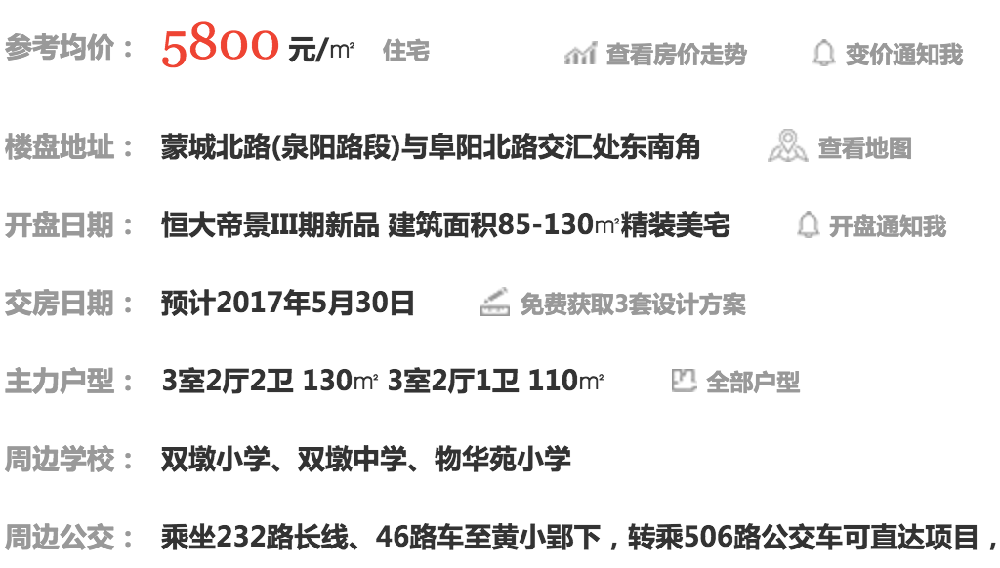 参考均价： 5800 元/㎡ 住宅 查看房价走势 变价通知我
楼盘地址： 蒙城北路(泉阳路段)与阜阳北路交汇处东南角 查看地图
开盘日期： 恒大帝景III期新品 建筑面积85-130㎡精装美宅 开盘通知我
交房日期： 预计2017年5月30日 免费获取3套设计方案
主力户型： 3室2厅2卫 130㎡ 3室2厅1卫 110㎡ 全部户型
周边学校： 双墩小学、双墩中学、物华苑小学
周边公交： 乘坐232路长线、46路车至黄小郢下，转乘506路公交车可直达项目，